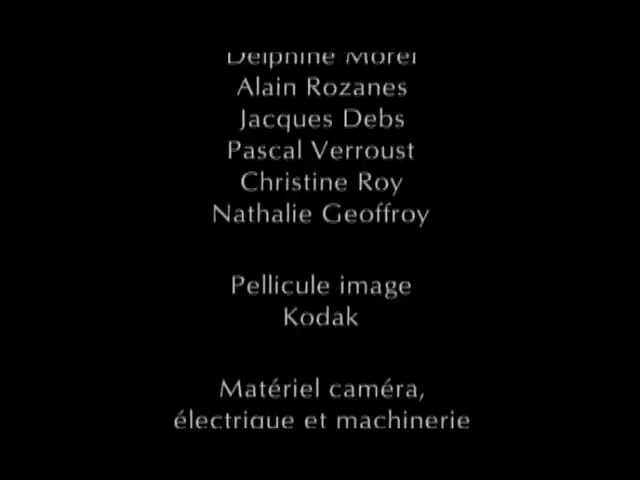 Delphine Morel
Alain Rozanes
Jacques Debs
Pascal Verroust
Christine Roy
Nathalie Geoffroy
Pellicule image
Kodak
Matériel caméra,
électrique et machinerie